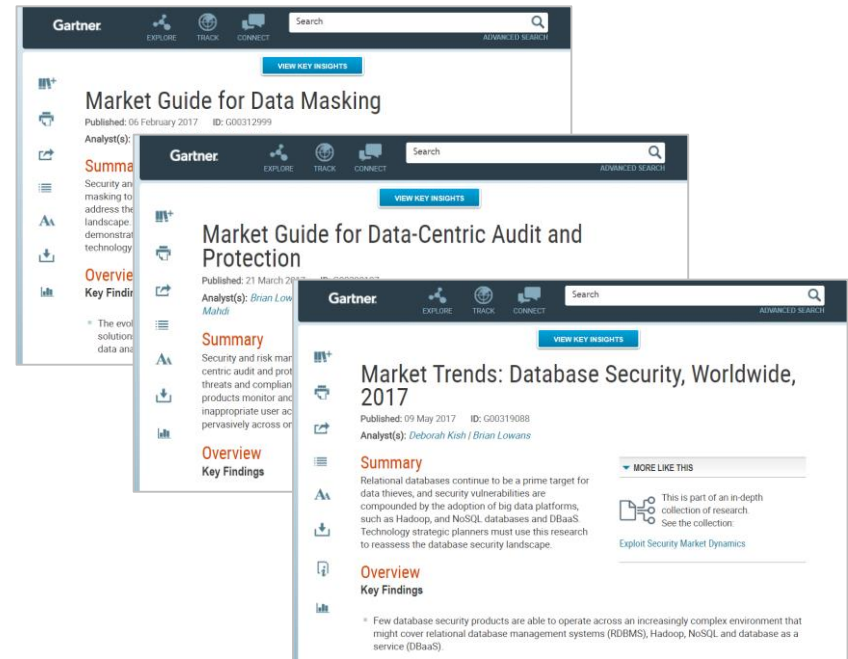 Gartner
EXPLORE
TRACK
CONNECT
Search
ADVANCED SEARCH
VIEW KEY INSIGHTS
Market Guide for Data Masking
Published: 06 February 2017 ID: G00312999
Analyst(s):
Security an
masking to
address the
landscape.
technology
Key Findin
The evol
data ana
Gartner
EXPLORE
TRACK
CONNECT
Search
ADVANCED SEARCH
VIEW KEY INSIGHTS
Market Guide for Data-Centric Audit and
Protection
Published: 21 March 2017
Analyst(s): Brian Low
Mahdi
Summary
Security and risk man
centric audit and prot
threats and complian
products monitor and
inappropriate user ac
pervasively across or
Overview
Key Findings
Gartner
EXPLORE
TRACK
CONNECT
Search
ADVANCED SEARCH
VIEW KEY INSIGHTS
Market Trends: Database Security, Worldwide,
2017
Published: 09 May 2017 ID: G00319088
Analyst(s): Deborah Kish | Brian Lowans
Summary
Relational databases continue to be a prime target for
data thieves, and security vulnerabilities are
compounded by the adoption of big data platforms,
such as Hadoop, and NoSQL databases and DBaaS.
Technology strategic planners must use this research
to reassess the database security landscape.
MORE LIKE THIS
This is part of an in-depth
collection of research.
See the collection:
Exploit Security Market Dynamics
Overview
Key Findings
Few database security products are able to operate across an increasingly complex environment that
might cover relational database management systems (RDBMS), Hadoop, NoSQL and database as a
service (DBaaS).